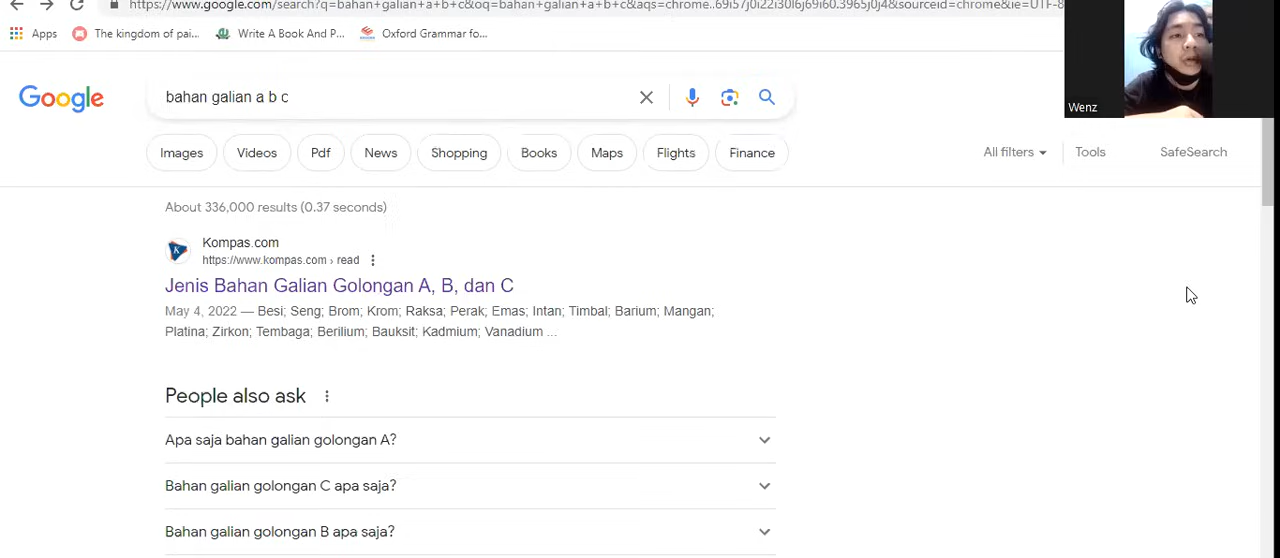 https://www.google.com/search?q=bahan+galian+a+b+c&oq=bahan+galian+a+b+c&aqs=chrome..69i57j0i22i30l6j69i60.3965j0j4&sourceid=chrome&ie=UTF-8
Apps The kingdom of pai... Write A Book And P... Oxford Grammar fo...
Wenz
Google bahan galian a b c
Images Videos Pdf News Shopping Books Maps Flights Finance All filters Tools SafeSearch
About 336,000 results (0.37 seconds)
Kompas.com
https://www.kompas.com › read
Jenis Bahan Galian Golongan A, B, dan C
May 4, 2022 — Besi; Seng; Brom; Krom; Raksa; Perak; Emas; Intan; Timbal; Barium; Mangan;
Platina; Zirkon; Tembaga; Berilium; Bauksit; Kadmium; Vanadium ...
People also ask
Apa saja bahan galian golongan A?
Bahan galian golongan C apa saja?
Bahan galian golongan B apa saja?